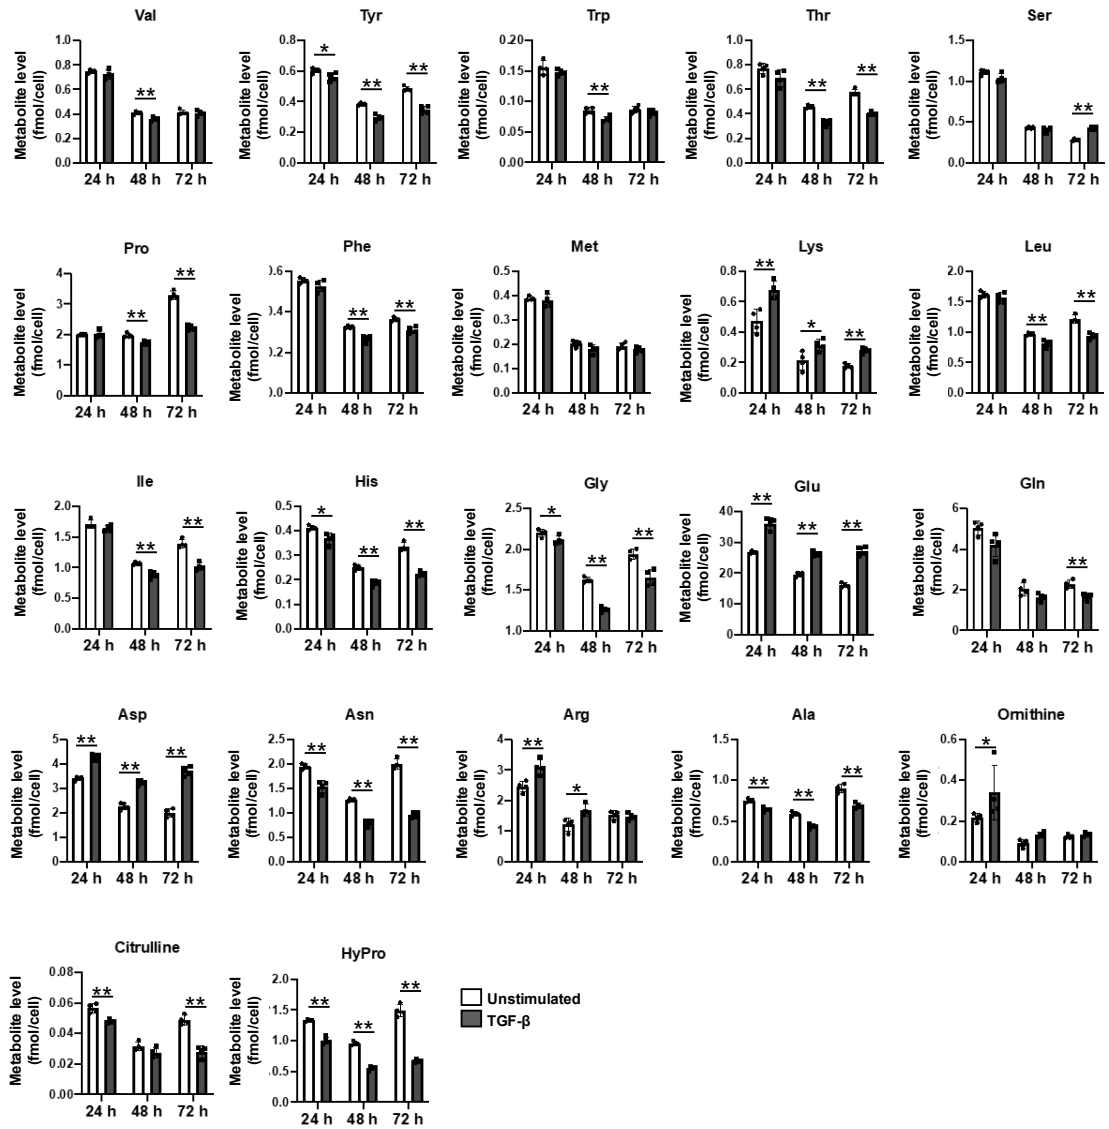 Val
Metabolite level
(fmol/cell)
1.0
0.8
0.6
0.4
0.2
0.0
**
24 h 48 h 72 h
Tyr
Metabolite level
(fmol/cell)
0.8
0.6
0.4
0.2
0.0
* ** **
24 h 48 h 72 h
Trp
Metabolite level
(fmol/cell)
0.20
0.15
0.10
0.05
0.00
**
24 h 48 h 72 h
Thr
Metabolite level
(fmol/cell)
1.0
0.8
0.6
0.4
0.2
0.0
** **
24 h 48 h 72 h
Ser
Metabolite level
(fmol/cell)
1.5
1.0
0.5
0.0
**
24 h 48 h 72 h
Pro
Metabolite level
(fmol/cell)
4
3
2
1
0
** **
24 h 48 h 72 h
Phe
Metabolite level
(fmol/cell)
0.6
0.4
0.2
0.0
** **
24 h 48 h 72 h
Met
Metabolite level
(fmol/cell)
0.5
0.4
0.3
0.2
0.1
0.0
24 h 48 h 72 h
Lys
Metabolite level
(fmol/cell)
0.8
0.6
0.4
0.2
0.0
** * **
24 h 48 h 72 h
Leu
Metabolite level
(fmol/cell)
2.0
1.5
1.0
0.5
0.0
** **
24 h 48 h 72 h
Ile
Metabolite level
(fmol/cell)
2.0
1.5
1.0
0.5
0.0
** **
24 h 48 h 72 h
His
Metabolite level
(fmol/cell)
0.5
0.4
0.3
0.2
0.1
0.0
* ** **
24 h 48 h 72 h
Gly
Metabolite level
(fmol/cell)
2.5
2.0
1.5
1.0
* ** **
24 h 48 h 72 h
Glu
Metabolite level
(fmol/cell)
40
30
20
10
0
** ** **
24 h 48 h 72 h
Gln
Metabolite level
(fmol/cell)
6
4
2
0
**
24 h 48 h 72 h
Asp
Metabolite level
(fmol/cell)
5
4
3
2
1
0
** ** **
24 h 48 h 72 h
Asn
Metabolite level
(fmol/cell)
2.5
2.0
1.5
1.0
0.5
0.0
** ** **
24 h 48 h 72 h
Arg
Metabolite level
(fmol/cell)
4
3
2
1
0
** *
24 h 48 h 72 h
Ala
Metabolite level
(fmol/cell)
1.5
1.0
0.5
0.0
** ** **
24 h 48 h 72 h
Ornithine
Metabolite level
(fmol/cell)
0.6
0.4
0.2
0.0
*
24 h 48 h 72 h
Citrulline
Metabolite level
(fmol/cell)
0.08
0.06
0.04
0.02
0.00
** **
24 h 48 h 72 h
HyPro
Metabolite level
(fmol/cell)
2.0
1.5
1.0
0.5
0.0
** ** **
24 h 48 h 72 h
Unstimulated
TGF-β